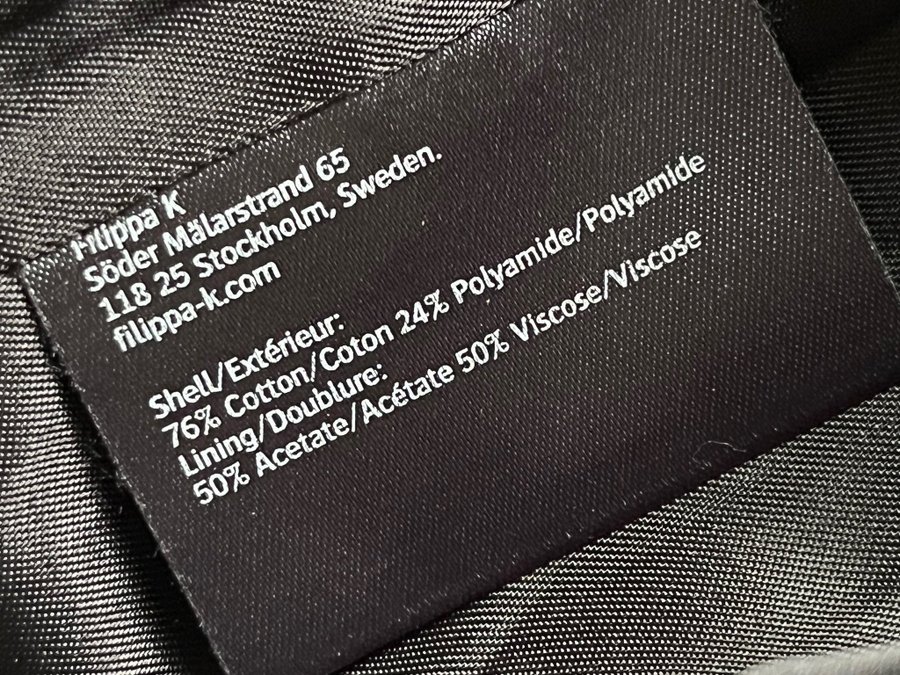 Filippa K
Söder Mälarstrand 65
118 25 Stockholm, Sweden.
filippa-k.com
Shell/Extérieur:
76% Cotton/Coton 24% Polyamide/Polyamide
Lining/Doublure:
50% Acetate/Acétate 50% Viscose/Viscose